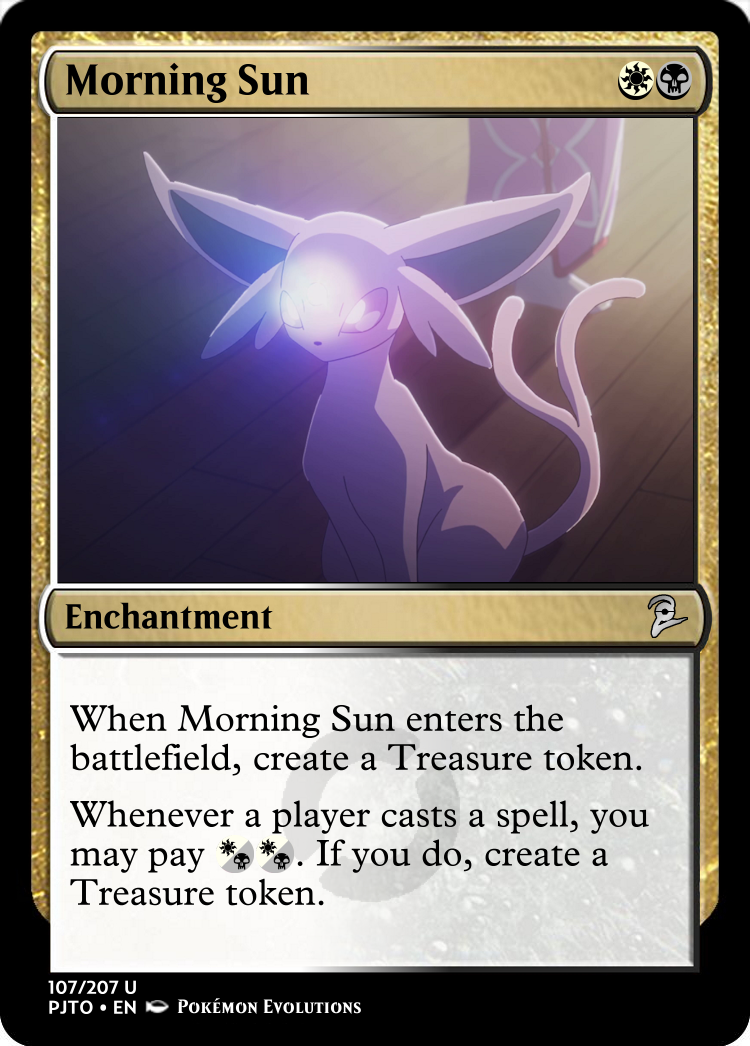 Morning Sun
Enchantment
When Morning Sun enters the
battlefield, create a Treasure token.
Whenever a player casts a spell, you
may pay . If you do, create a
Treasure token.
107/207 U
PJTO • EN Pokémon Evolutions